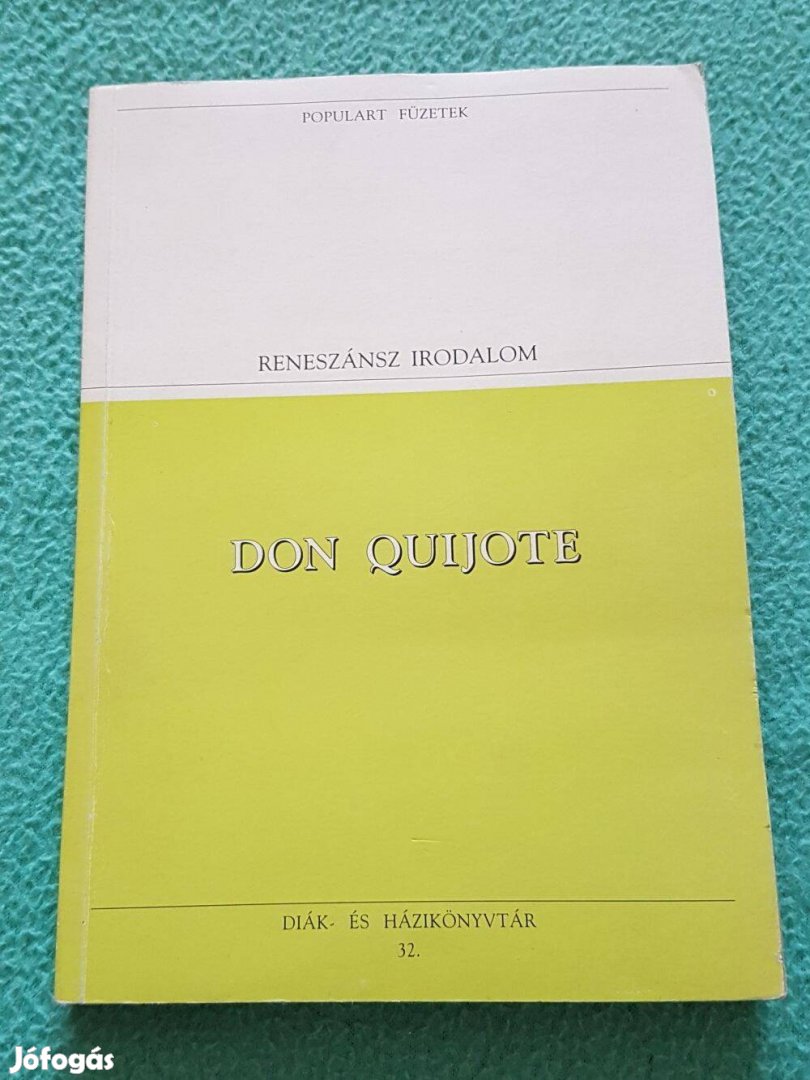 POPULART FÜZETEK
RENESZÁNSZ IRODALOM
DON QUIJOTE
DIÁK- ÉS HÁZIKÖNYVTÁR
32.
Jófogás